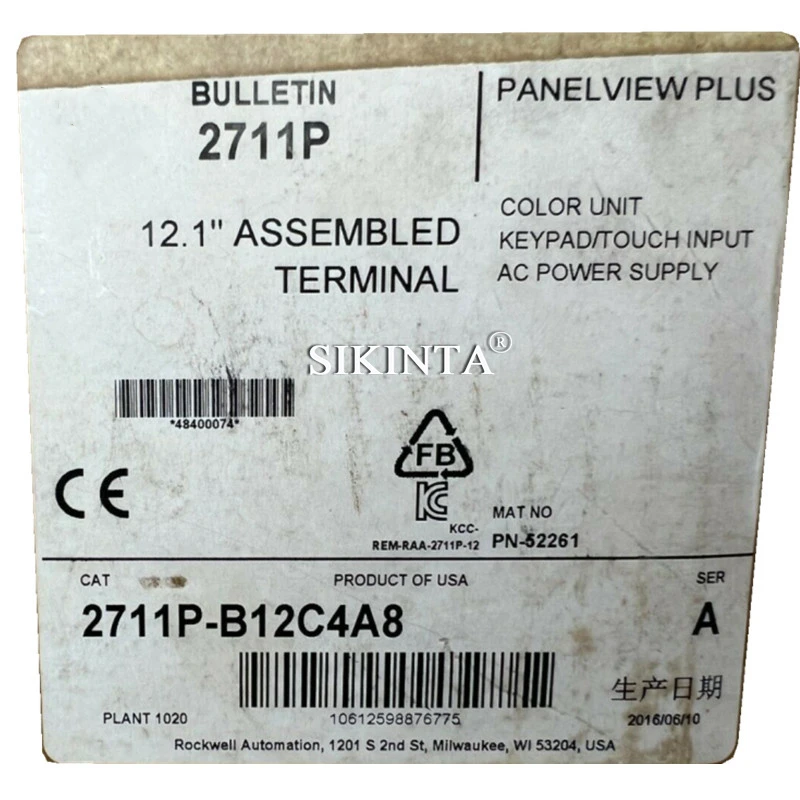 BULLETIN
2711P
PANELVIEW PLUS
12.1" ASSEMBLED
TERMINAL
COLOR UNIT
KEYPAD/TOUCH INPUT
AC POWER SUPPLY
SIKINTA®
*48400074*
CE
FB
KC
KCC-
REM-RAA-2711P-12
MAT NO
PN-52261
CAT
PRODUCT OF USA
SER
2711P-B12C4A8
A
PLANT 1020
10612598876775
生产日期
2016/06/10
Rockwell Automation, 1201 S 2nd St, Milwaukee, WI 53204, USA